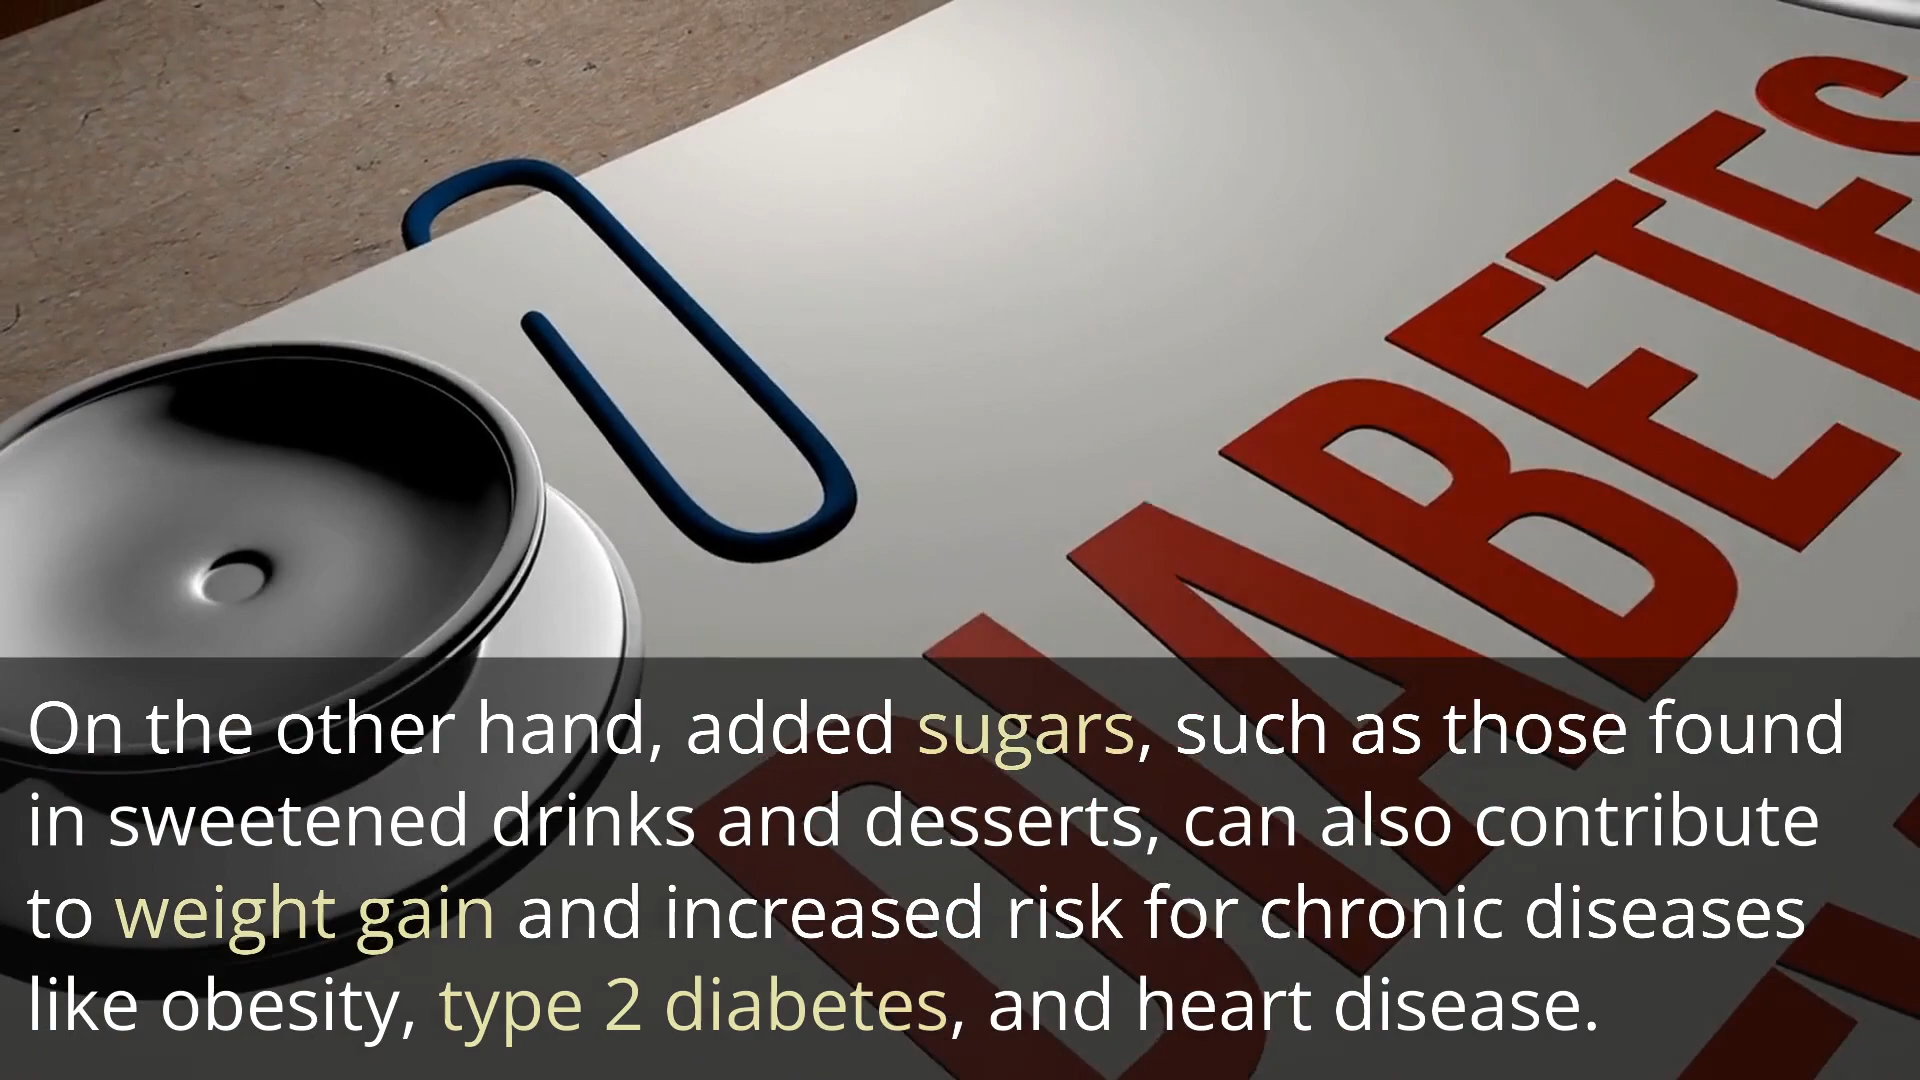 DIABETES
On the other hand, added sugars, such as those found
in sweetened drinks and desserts, can also contribute
to weight gain and increased risk for chronic diseases
like obesity, type 2 diabetes, and heart disease.